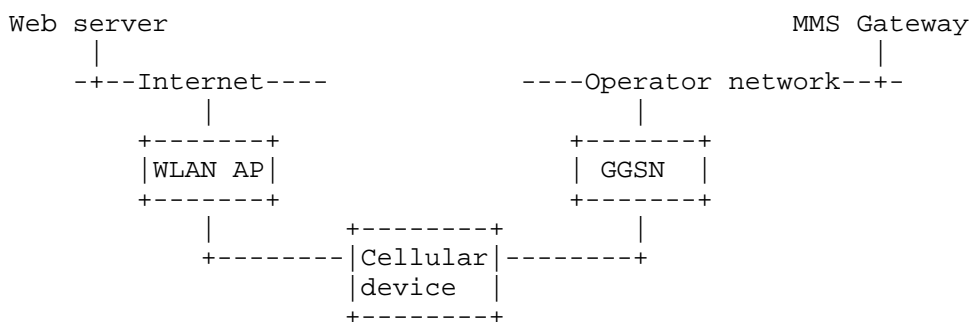 Web server MMS Gateway
-+--Internet---- ----Operator network--+-
WLAN AP GGSN
Cellular
device